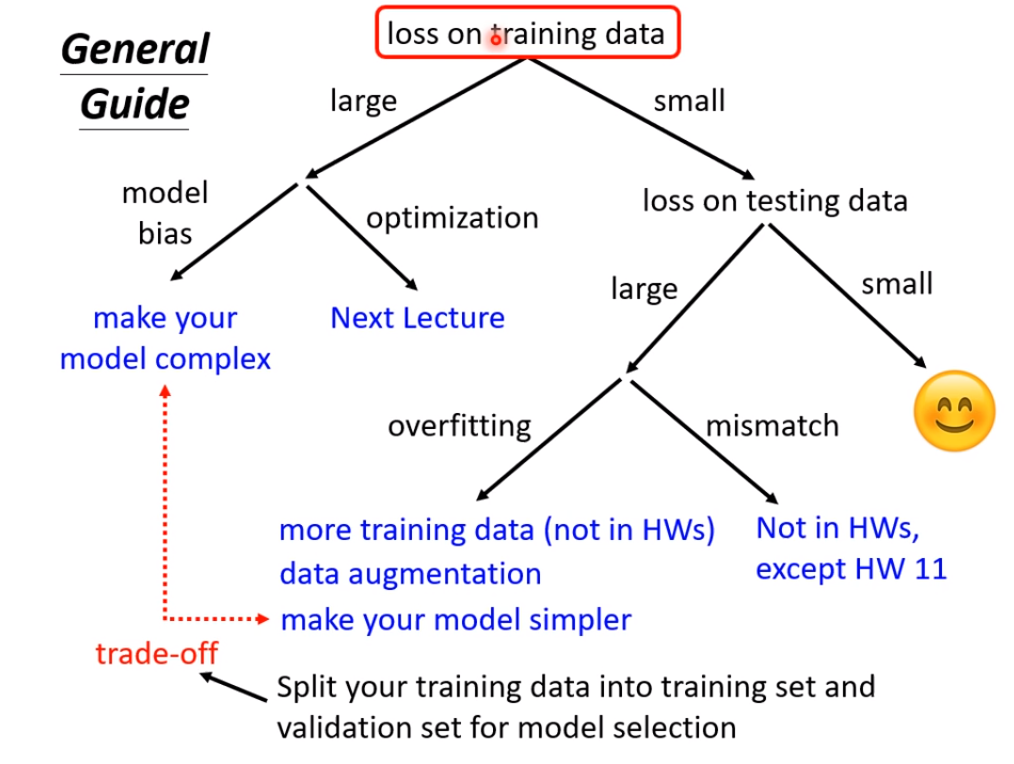 General
Guide
loss on training data
large
small
model
bias
optimization
loss on testing data
make your
model complex
Next Lecture
large
small
overfitting
mismatch
more training data (not in HWs)
data augmentation
make your model simpler
Not in HWs,
except HW 11
trade-off
Split your training data into training set and
validation set for model selection